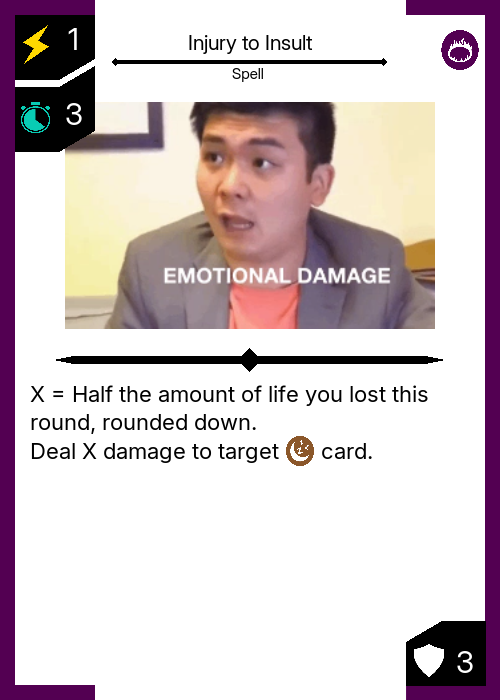 1
Injury to Insult
Spell
3
EMOTIONAL DAMAGE
X = Half the amount of life you lost this
round, rounded down.
Deal X damage to target card.
3